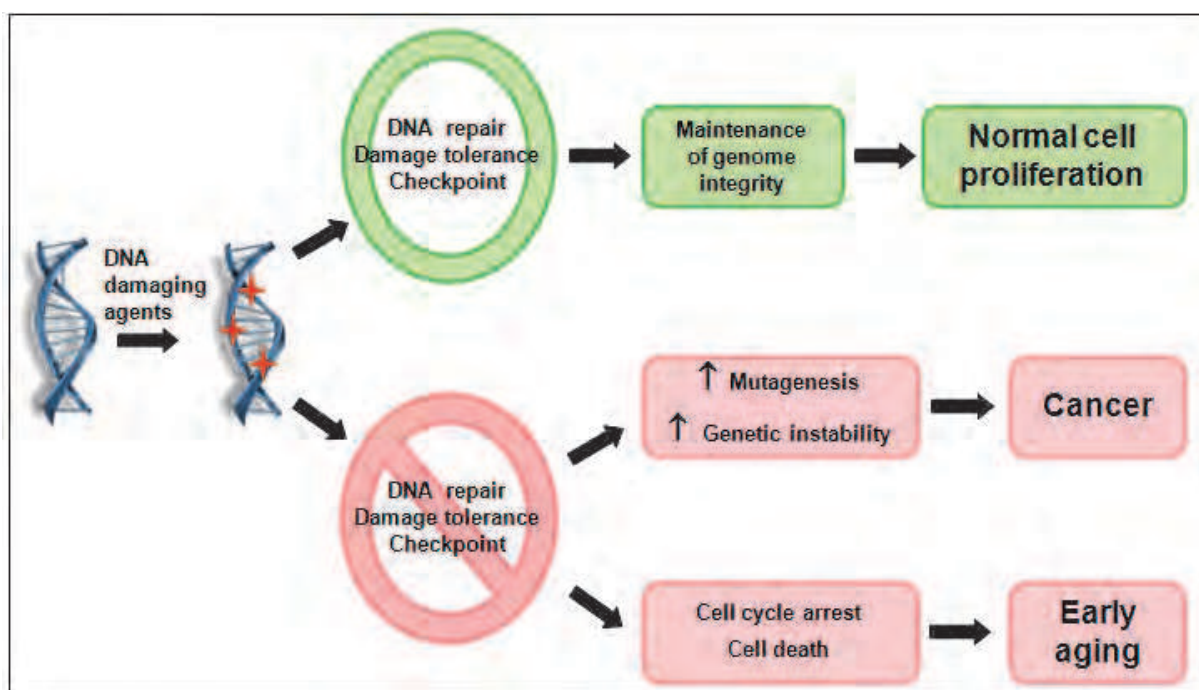 DNA
damaging
agents
DNA repair
Damage tolerance
Checkpoint
Maintenance
of genome
integrity
Normal cell
proliferation
DNA repair
Damage tolerance
Checkpoint
↑ Mutagenesis
↑ Genetic instability
Cancer
Cell cycle arrest
Cell death
Early
aging